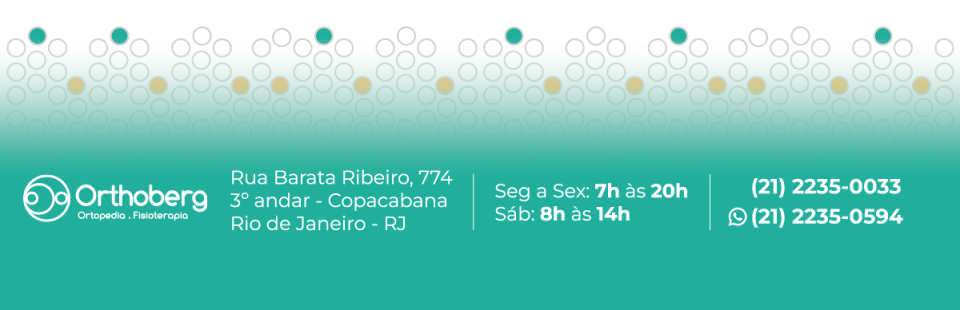 Orthoberg
Ortopedia . Fisioterapia
Rua Barata Ribeiro, 774
3º andar - Copacabana
Rio de Janeiro - RJ
Seg a Sex: 7h às 20h
Sáb: 8h às 14h
(21) 2235-0033
(21) 2235-0594